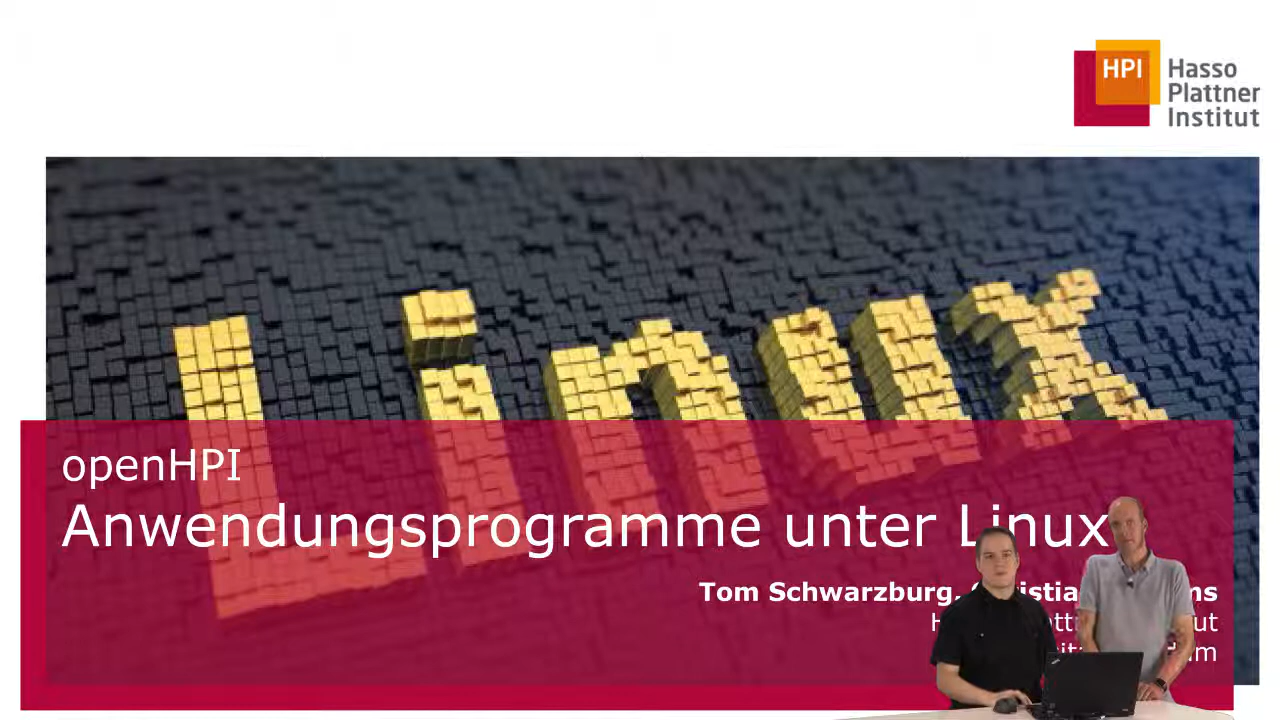 HPI
Hasso
Plattner
Institut
Linux
openHPI
Anwendungsprogramme unter Linux
Tom Schwarzburg,